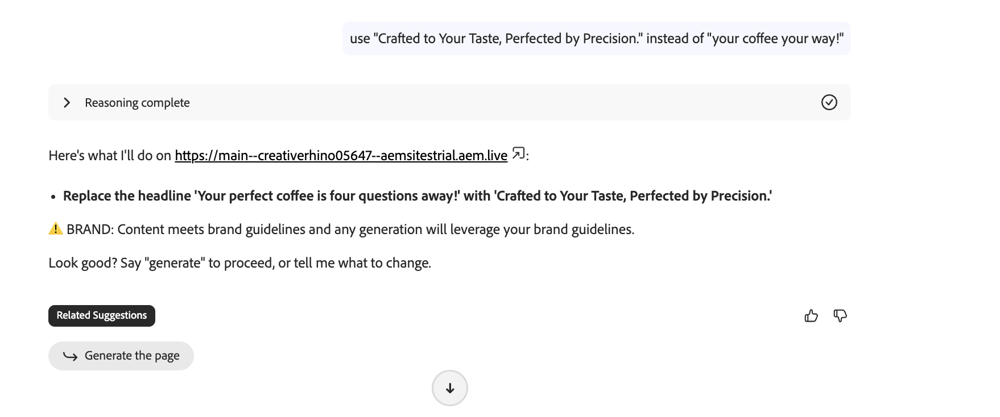 use "Crafted to Your Taste, Perfected by Precision." instead of "your coffee your way!"
Reasoning complete
Here's what I'll do on https://main--creativerhino05647--aemsitestrial.aem.live :
• Replace the headline 'Your perfect coffee is four questions away!' with 'Crafted to Your Taste, Perfected by Precision.'
⚠️ BRAND: Content meets brand guidelines and any generation will leverage your brand guidelines.
Look good? Say "generate" to proceed, or tell me what to change.
Related Suggestions
Generate the page